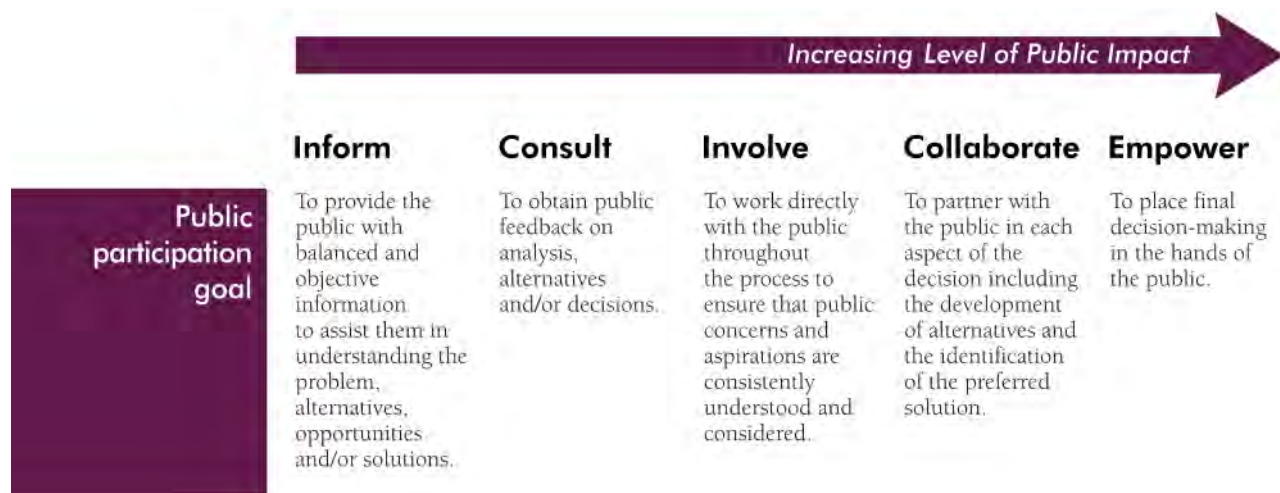 Increasing Level of Public Impact
Inform
Consult
Involve
Collaborate
Empower
Public
participation
goal
To provide the
public with
balanced and
objective
information
to assist them in
understanding the
problem,
alternatives,
opportunities
and/or solutions.
To obtain public
feedback on
analysis,
alternatives
and/or decisions.
To work directly
with the public
throughout
the process to
ensure that public
concerns and
aspirations are
consistently
understood and
considered.
To partner with
the public in each
aspect of the
decision including
the development
of alternatives and
the identification
of the preferred
solution.
To place final
decision-making
in the hands of
the public.